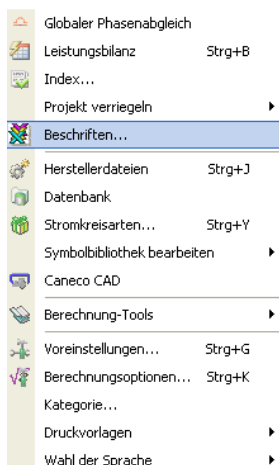 Globaler Phasenabgleich
Leistungsbilanz Strg+B
Index...
Projekt verriegeln
Beschriften...
Herstellerdateien Strg+J
Datenbank
Stromkreisarten... Strg+Y
Symbolbibliothek bearbeiten
Caneco CAD
Berechnung-Tools
Voreinstellungen... Strg+G
Berechnungsoptionen... Strg+K
Kategorie...
Druckvorlagen
Wahl der Sprache